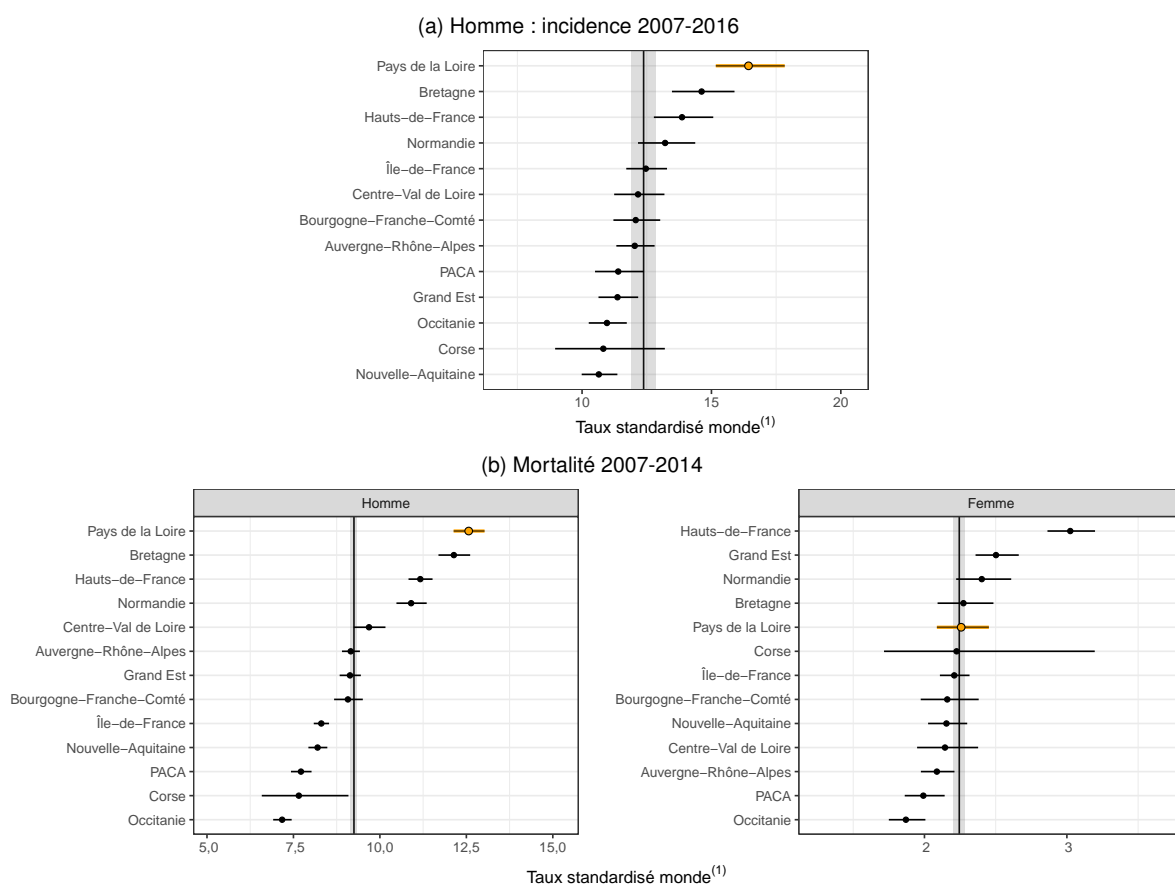 (a) Homme : incidence 2007-2016
Pays de la Loire
Bretagne
Hauts−de−France
Normandie
Île−de−France
Centre−Val de Loire
Bourgogne−Franche−Comté
Auvergne−Rhône−Alpes
PACA
Grand Est
Occitanie
Corse
Nouvelle−Aquitaine
10 15 20
Taux standardisé monde(1)
(b) Mortalité 2007-2014
Homme
Pays de la Loire
Bretagne
Hauts−de−France
Normandie
Centre−Val de Loire
Auvergne−Rhône−Alpes
Grand Est
Bourgogne−Franche−Comté
Île−de−France
Nouvelle−Aquitaine
PACA
Corse
Occitanie
5,0 7,5 10,0 12,5 15,0
Femme
Hauts−de−France
Grand Est
Normandie
Bretagne
Pays de la Loire
Corse
Île−de−France
Bourgogne−Franche−Comté
Nouvelle−Aquitaine
Centre−Val de Loire
Auvergne−Rhône−Alpes
PACA
Occitanie
2 3
Taux standardisé monde(1)